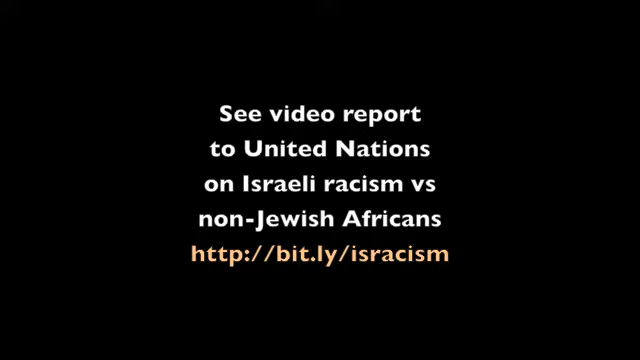 See video report
to United Nations
on Israeli racism vs
non-Jewish Africans
http://bit.ly/isracism